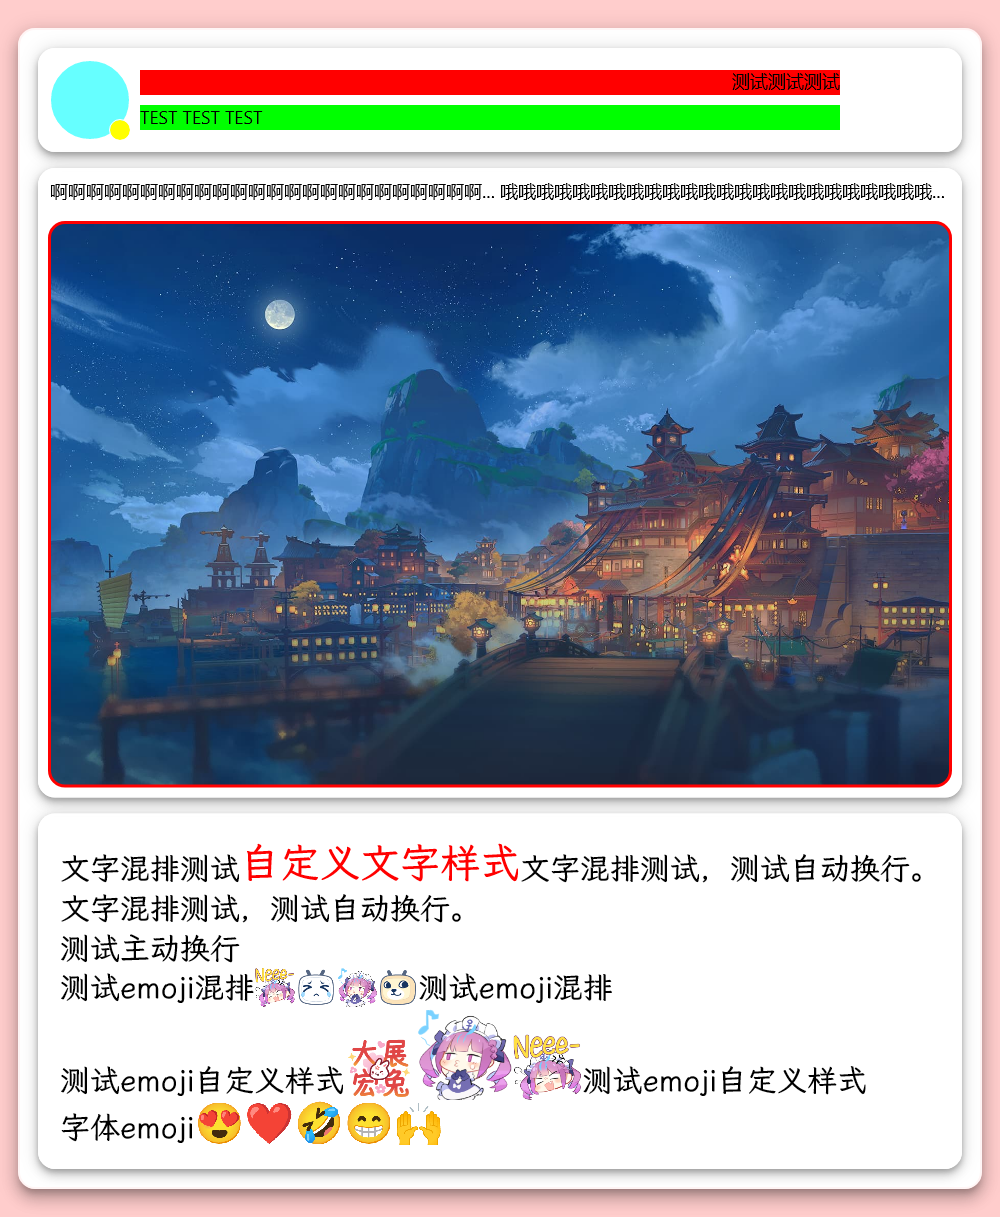 测试测试测试
TEST TEST TEST
啊啊啊啊啊啊啊啊啊啊啊啊啊啊啊啊啊啊啊啊啊啊啊啊... 哦哦哦哦哦哦哦哦哦哦哦哦哦哦哦哦哦哦哦哦哦哦哦哦...
文字混排测试自定义文字样式文字混排测试，测试自动换行。
文字混排测试，测试自动换行。
测试主动换行
测试emoji混排Neee~测试emoji混排
测试emoji自定义样式大展宏兔Neee~测试emoji自定义样式
字体emoji😍❤️🤣😁🙌